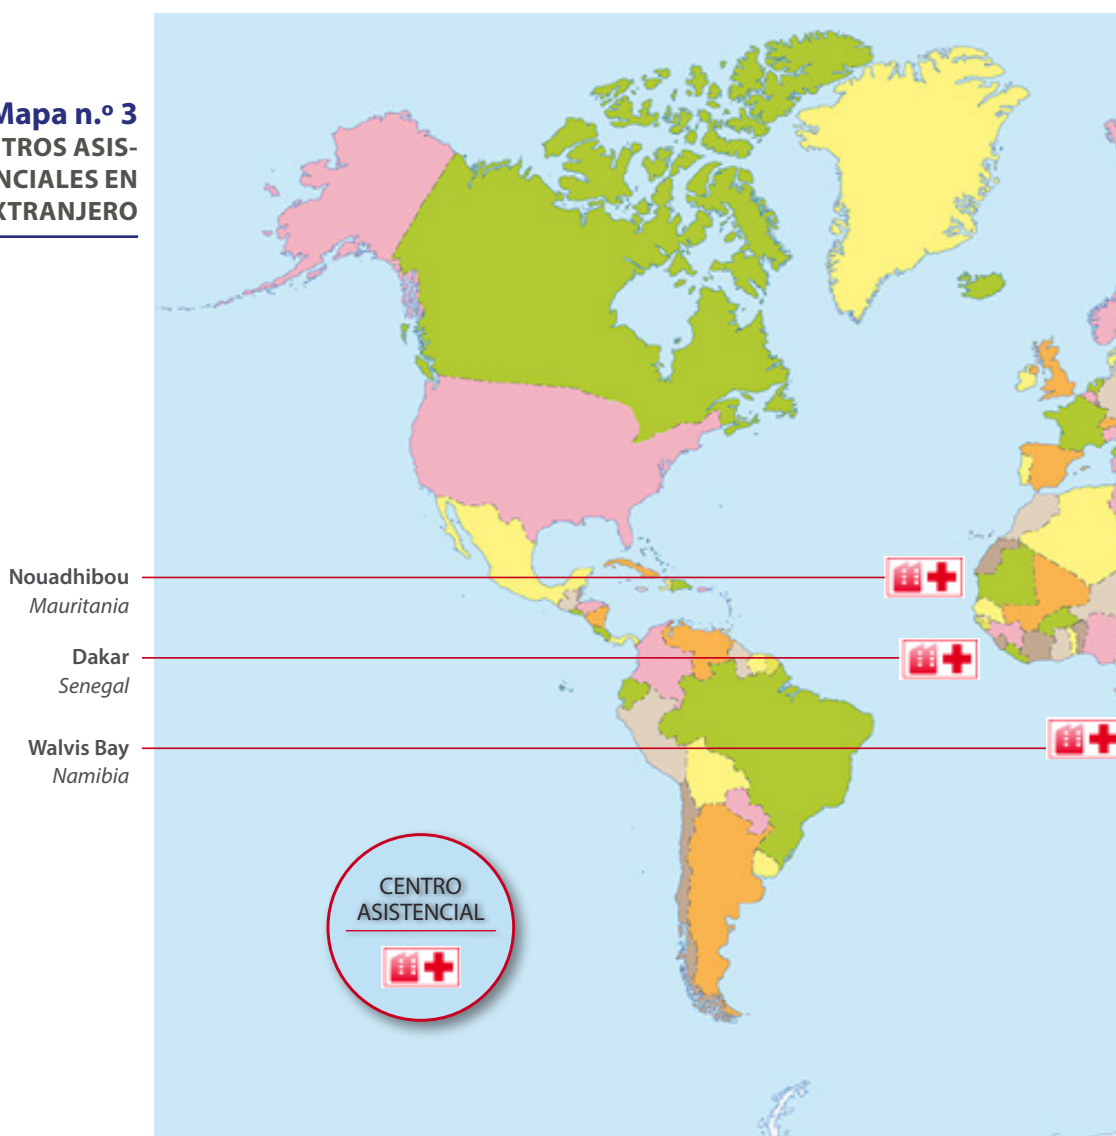 Mapa n.º 3
TROS ASIS-
NCIALES EN
XTRANJERO
Nouadhibou
Mauritania
Dakar
Senegal
Walvis Bay
Namibia
CENTRO
ASISTENCIAL